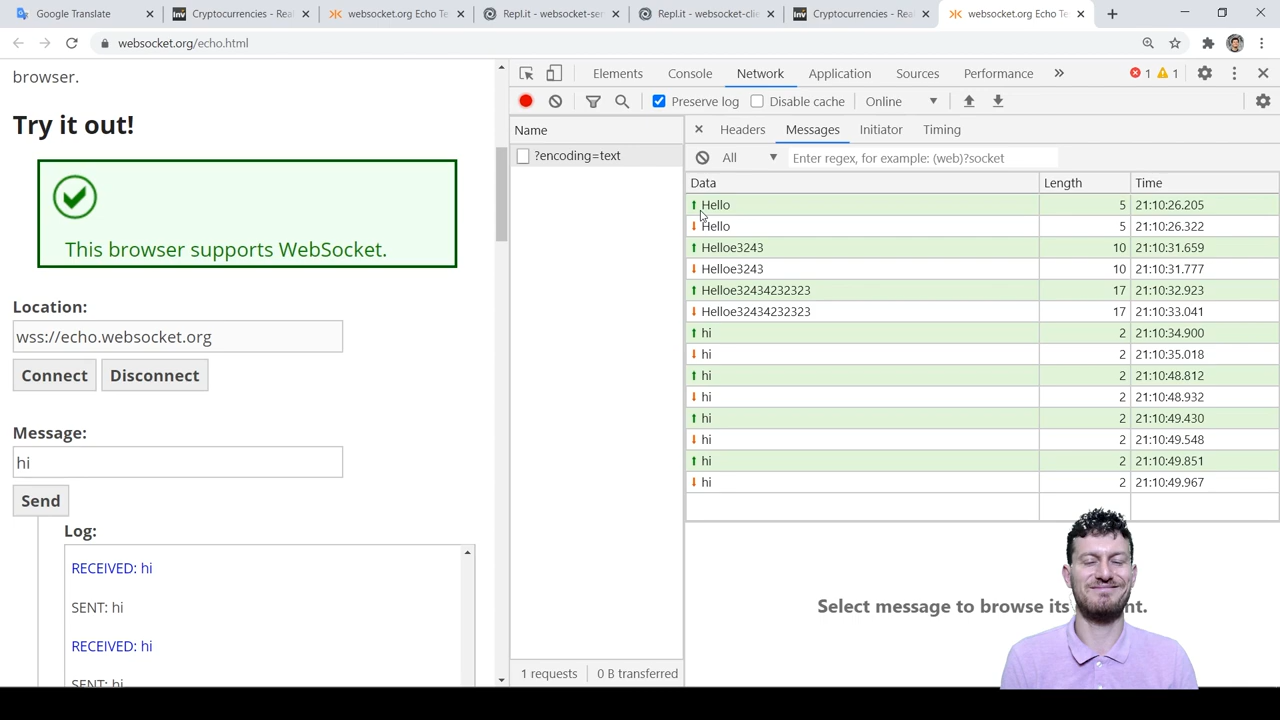 Google Translate
Cryptocurrencies - Rea
websocket.org Echo Te
Repl.it - websocket-se
Repl.it - websocket-clie
Cryptocurrencies - Rea
websocket.org Echo Te
websocket.org/echo.html
browser.
Try it out!
This browser supports WebSocket.
Location:
wss://echo.websocket.org
Connect Disconnect
Message:
hi
Send
Log:
RECEIVED: hi
SENT: hi
RECEIVED: hi
SENT: hi
Elements Console Network Application Sources Performance » 1 1
Preserve log Disable cache Online
Name
?encoding=text
1 requests 0 B transferred
Headers Messages Initiator Timing
All Enter regex, for example: (web)?socket
Data Length Time
Hello 5 21:10:26.205
Hello 5 21:10:26.322
Helloe3243 10 21:10:31.659
Helloe3243 10 21:10:31.777
Helloe32434232323 17 21:10:32.923
Helloe32434232323 17 21:10:33.041
hi 2 21:10:34.900
hi 2 21:10:35.018
hi 2 21:10:48.812
hi 2 21:10:48.932
hi 2 21:10:49.430
hi 2 21:10:49.548
hi 2 21:10:49.851
hi 2 21:10:49.967
Select message to browse its